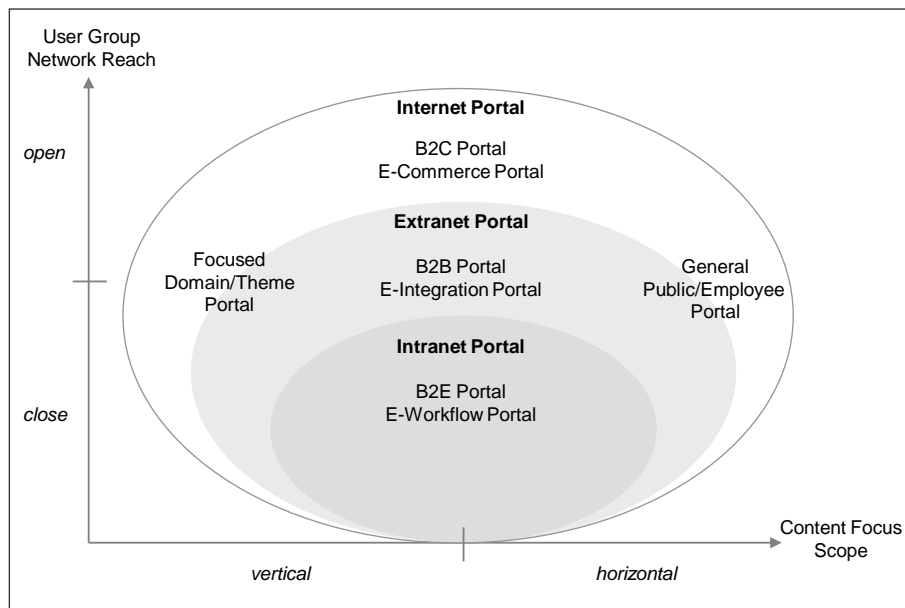 User Group
Network Reach
Internet Portal
open
B2C Portal
E-Commerce Portal
Extranet Portal
Focused
Domain/Theme
Portal
B2B Portal
E-Integration Portal
General
Public/Employee
Portal
Intranet Portal
close
B2E Portal
E-Workflow Portal
Content Focus
Scope
vertical
horizontal